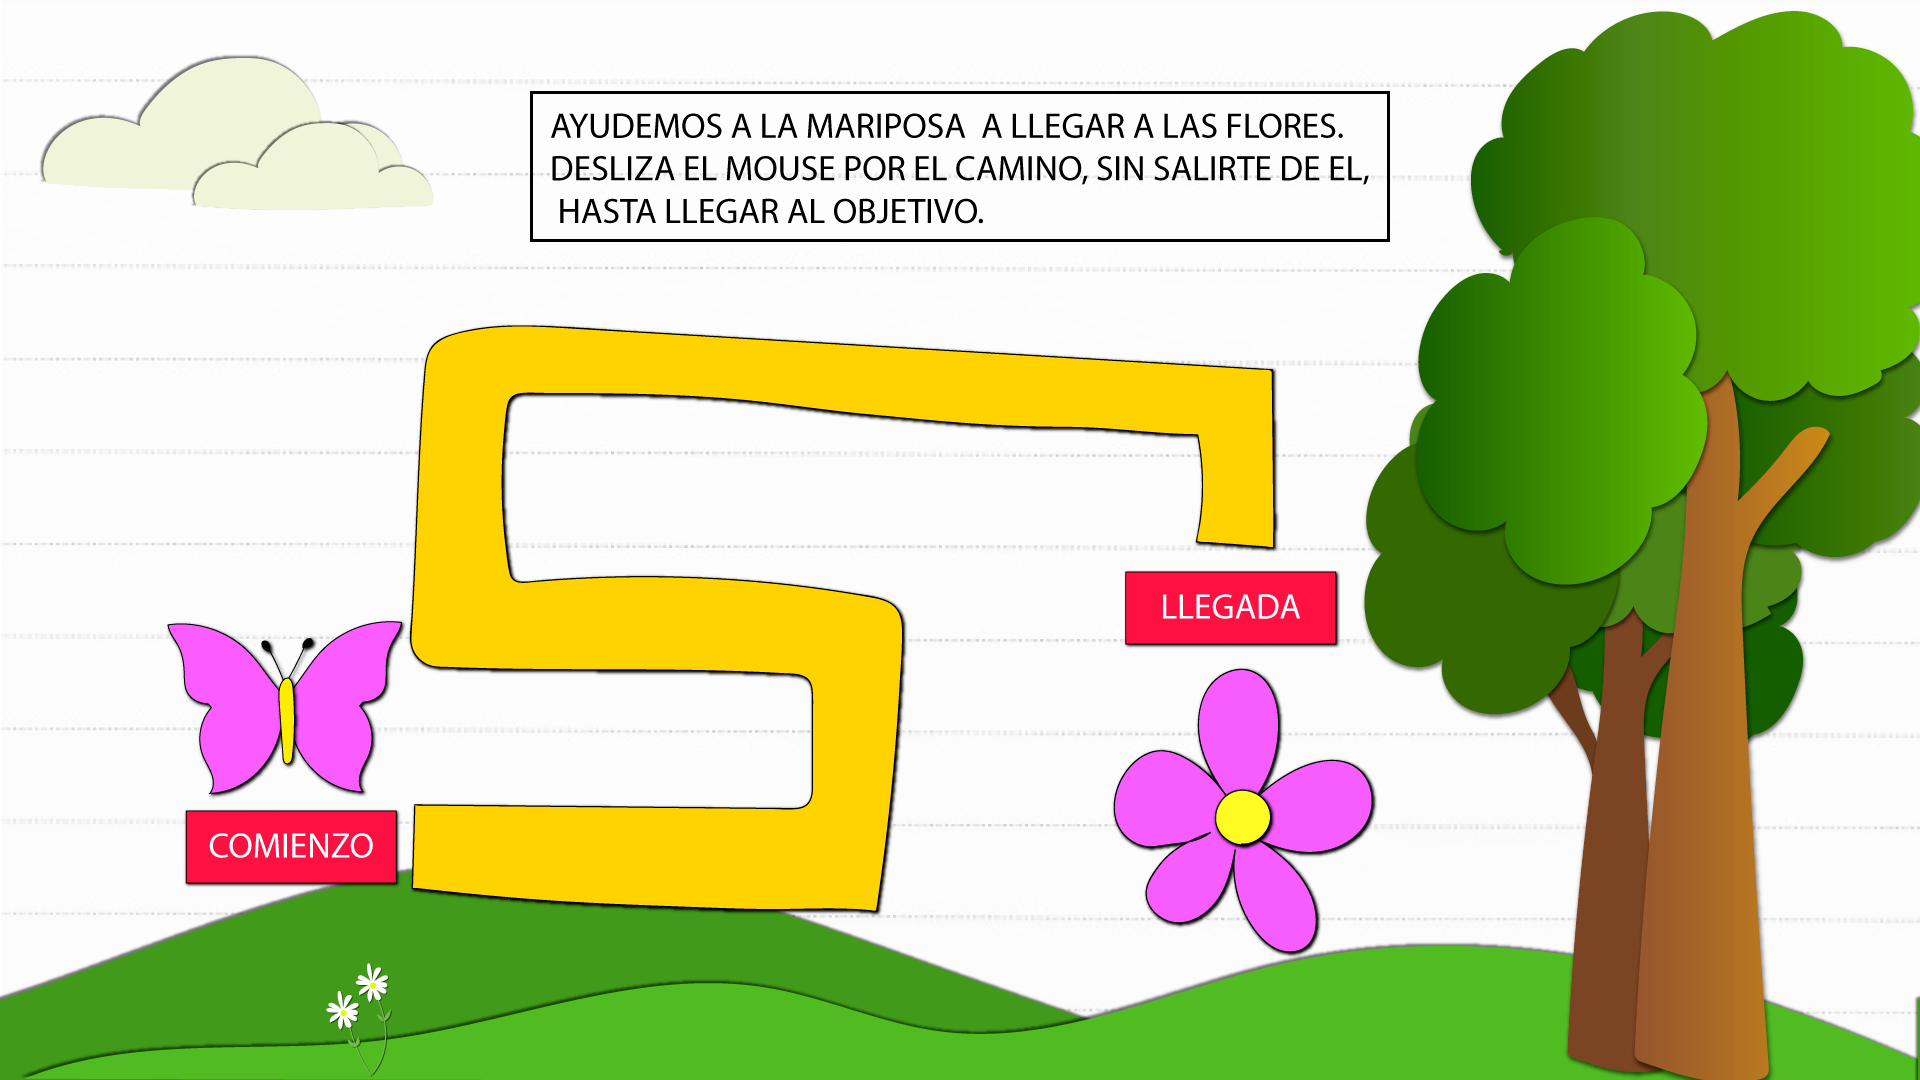 AYUDEMOS A LA MARIPOSA  A LLEGAR A LAS FLORES.
DESLIZA EL MOUSE POR EL CAMINO, SIN SALIRTE DE EL,
HASTA LLEGAR AL OBJETIVO.
LLEGADA
COMIENZO